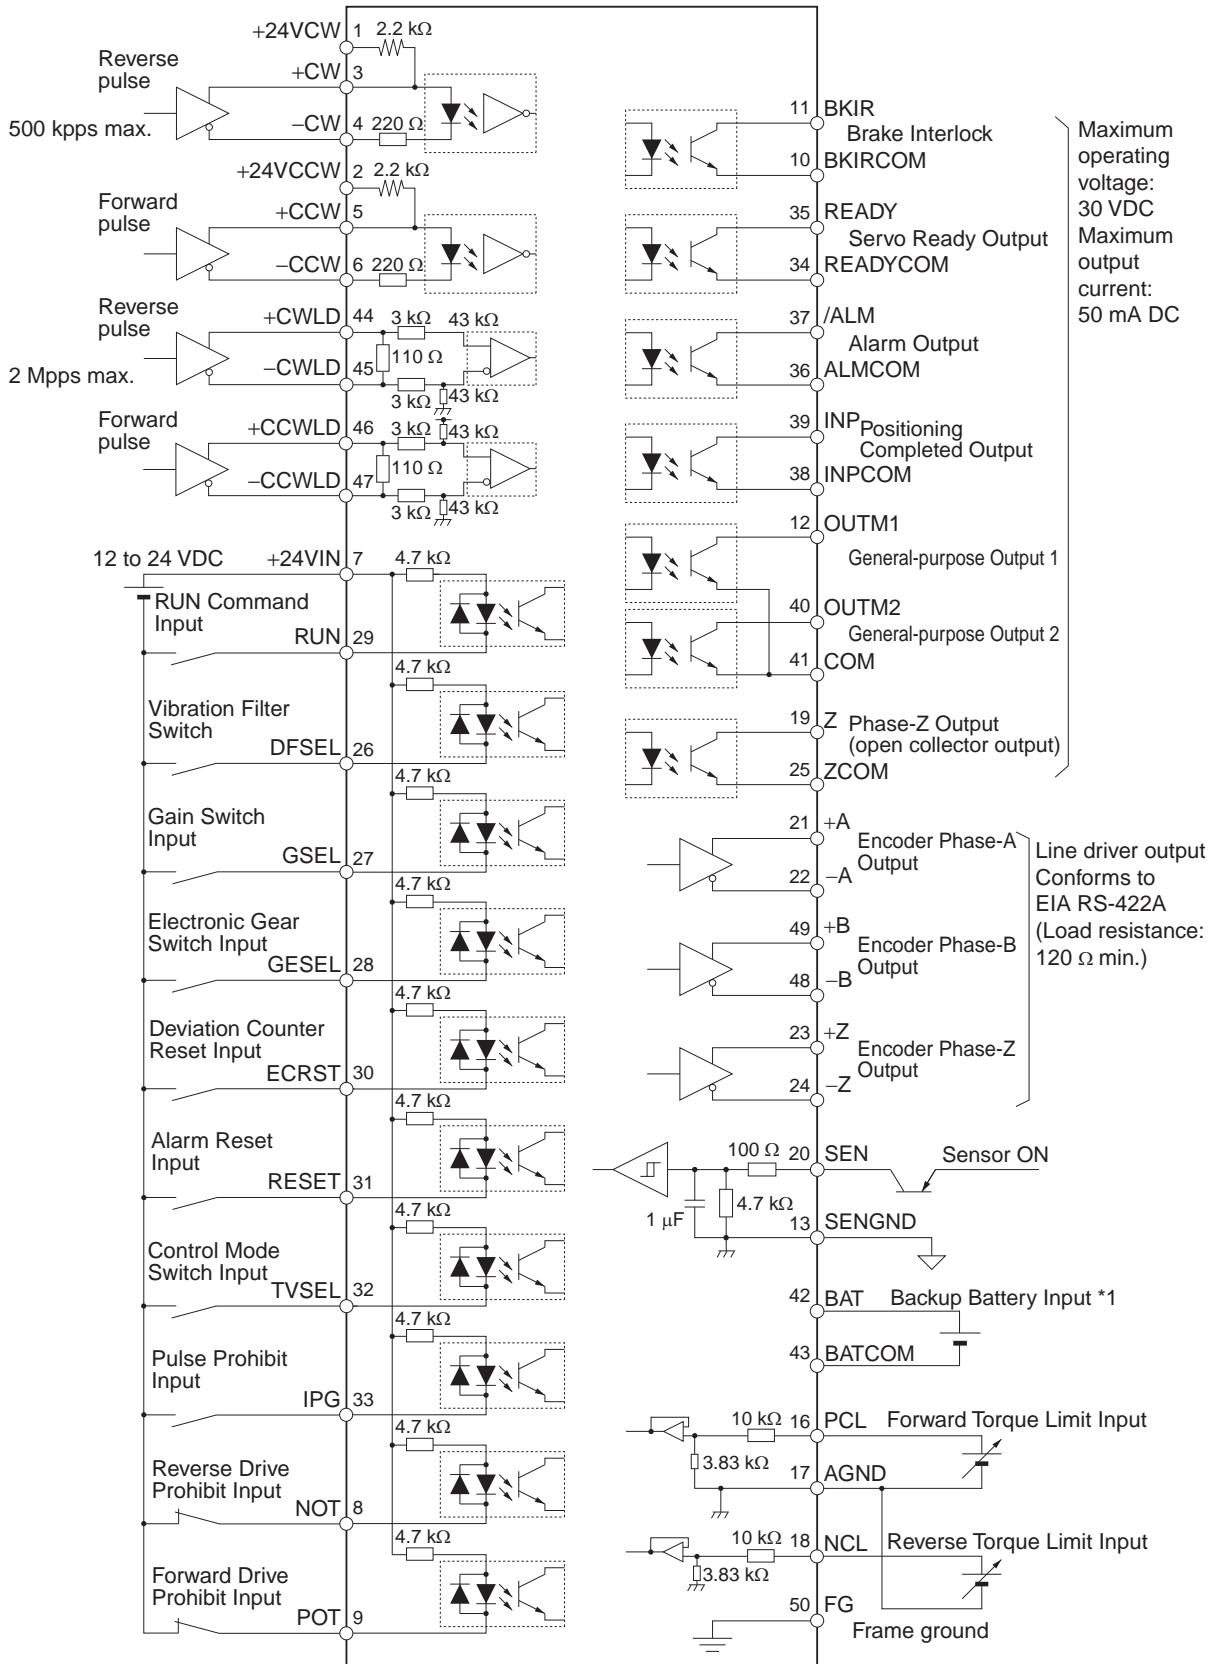 +24VCW 1 2.2 kΩ
Reverse
pulse
+CW 3
500 kpps max.
−CW 4 220 Ω
+24VCCW 2 2.2 kΩ
Forward
pulse
+CCW 5
−CCW 6 220 Ω
Reverse
pulse
+CWLD 44 3 kΩ 43 kΩ
110 Ω
2 Mpps max.
−CWLD 45
3 kΩ 43 kΩ
Forward
pulse
+CCWLD 46 3 kΩ 43 kΩ
110 Ω
−CCWLD 47
3 kΩ 43 kΩ
12 to 24 VDC +24VIN 7 4.7 kΩ
RUN Command
Input
RUN 29
4.7 kΩ
Vibration Filter
Switch
DFSEL 26
4.7 kΩ
Gain Switch
Input
GSEL 27
4.7 kΩ
Electronic Gear
Switch Input
GESEL 28
4.7 kΩ
Deviation Counter
Reset Input
ECRST 30
4.7 kΩ
Alarm Reset
Input
RESET 31
4.7 kΩ
Control Mode
Switch Input
TVSEL 32
4.7 kΩ
Pulse Prohibit
Input
IPG 33
4.7 kΩ
Reverse Drive
Prohibit Input
NOT 8
4.7 kΩ
Forward Drive
Prohibit Input
POT 9
11 BKIR
Brake Interlock
10 BKIRCOM
35 READY
Servo Ready Output
34 READYCOM
37 /ALM
Alarm Output
36 ALMCOM
39 INP
Positioning
Completed Output
38 INPCOM
12 OUTM1
General-purpose Output 1
40 OUTM2
General-purpose Output 2
41 COM
19 Z Phase-Z Output
(open collector output)
25 ZCOM
Maximum
operating
voltage:
30 VDC
Maximum
output
current:
50 mA DC
21 +A
Encoder Phase-A
Output
22 −A
49 +B
Encoder Phase-B
Output
48 −B
23 +Z
Encoder Phase-Z
Output
24 −Z
Line driver output
Conforms to
EIA RS-422A
(Load resistance:
120 Ω min.)
100 Ω 20 SEN Sensor ON
4.7 kΩ
1 μF
13 SENGND
42 BAT Backup Battery Input *1
43 BATCOM
10 kΩ 16 PCL Forward Torque Limit Input
3.83 kΩ
17 AGND
10 kΩ 18 NCL Reverse Torque Limit Input
3.83 kΩ
50 FG
Frame ground